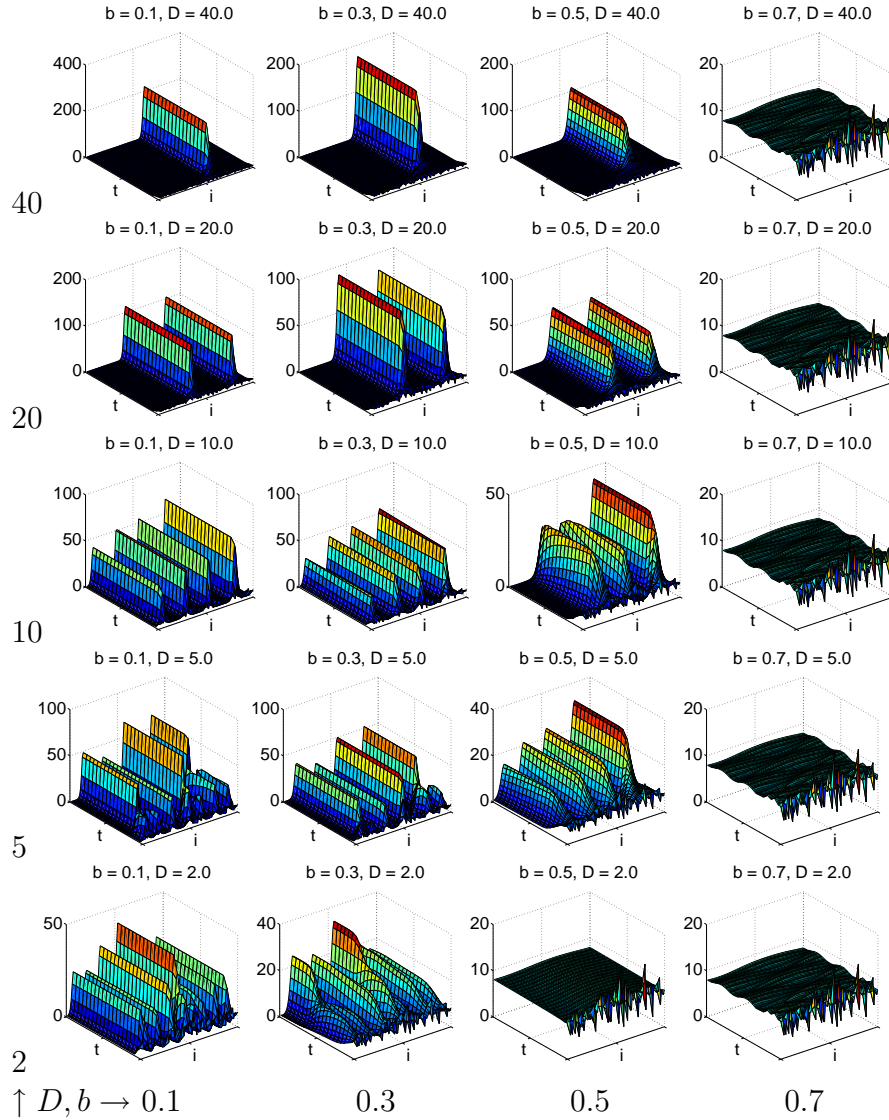 b = 0.1, D = 40.0 b = 0.3, D = 40.0 b = 0.5, D = 40.0 b = 0.7, D = 40.0
400 200 200 20
200 100 100 10
0 0 0 0
t i t i t i t i
40
b = 0.1, D = 20.0 b = 0.3, D = 20.0 b = 0.5, D = 20.0 b = 0.7, D = 20.0
200 100 100 20
100 50 50 10
0 0 0 0
t i t i t i t i
20
b = 0.1, D = 10.0 b = 0.3, D = 10.0 b = 0.5, D = 10.0 b = 0.7, D = 10.0
100 100 50 20
50 50 10
0 0 0 0
t i t i t i t i
10
b = 0.1, D = 5.0 b = 0.3, D = 5.0 b = 0.5, D = 5.0 b = 0.7, D = 5.0
100 100 40 20
50 50 20 10
0 0 0 0
t i t i t i t i
5
b = 0.1, D = 2.0 b = 0.3, D = 2.0 b = 0.5, D = 2.0 b = 0.7, D = 2.0
50 40 20 20
20 10 10
0 0 0 0
t i t i t i t i
2
↑ D, b → 0.1 0.3 0.5 0.7